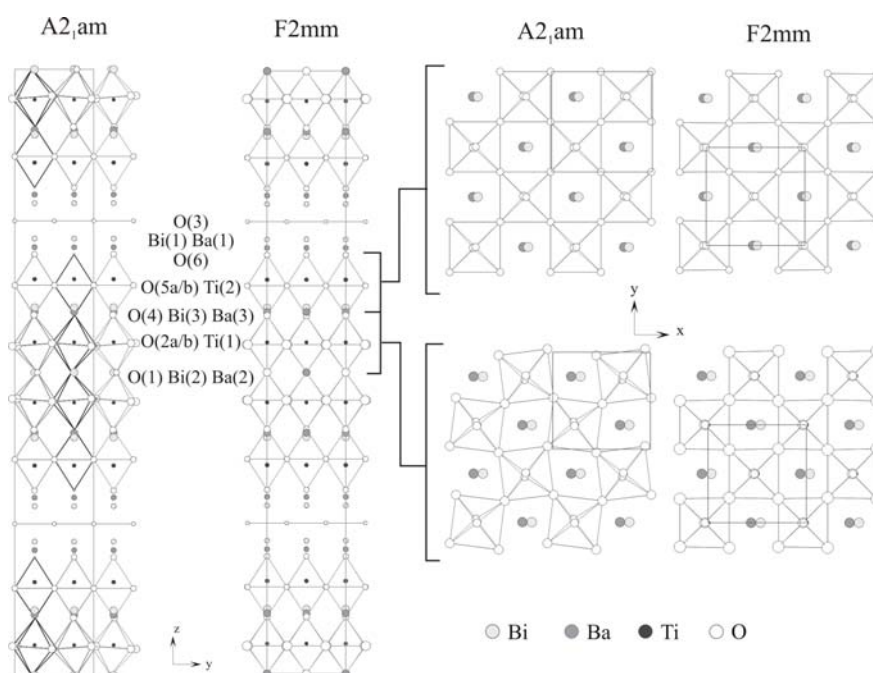 A2₁am
F2mm
A2₁am
F2mm
O(3)
Bi(1) Ba(1)
O(6)
O(5a/b) Ti(2)
O(4) Bi(3) Ba(3)
O(2a/b) Ti(1)
O(1) Bi(2) Ba(2)
y
x
z
y
Bi
Ba
Ti
O